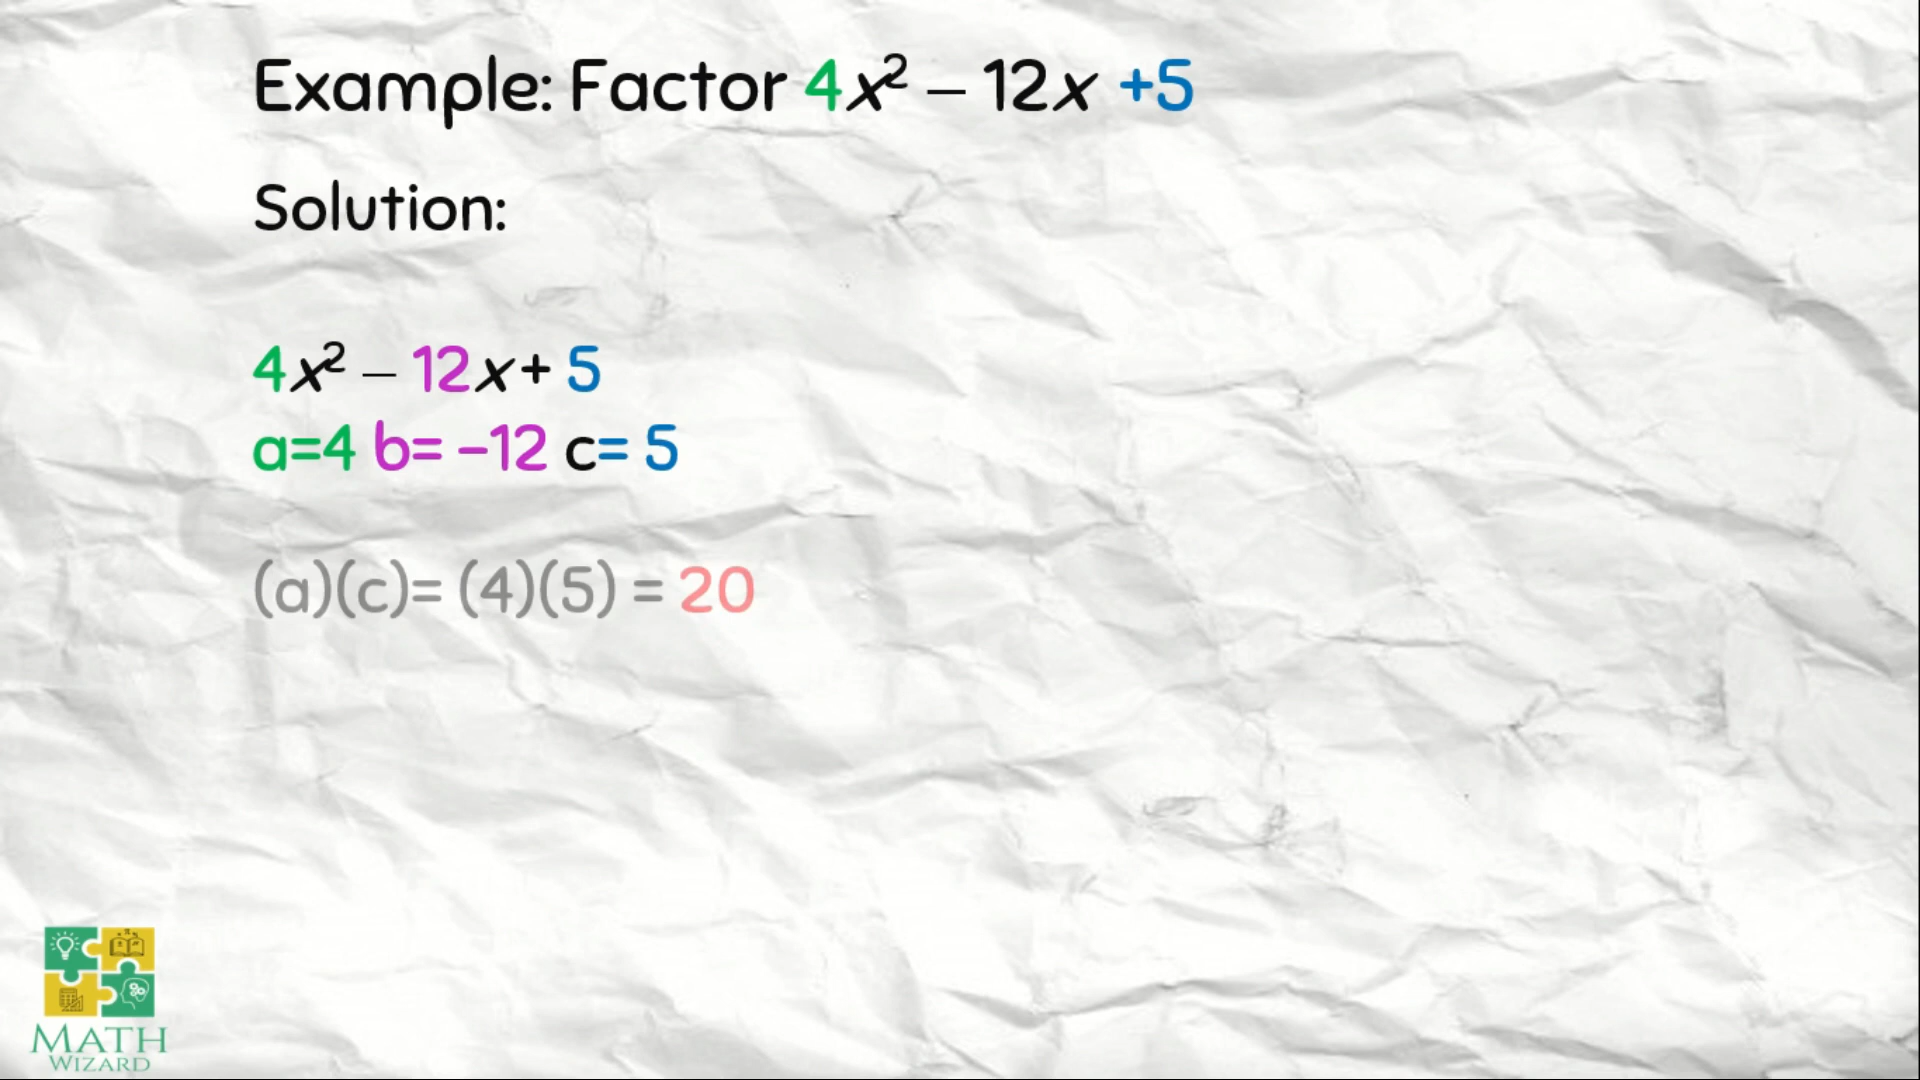 Example: Factor 4x² – 12x +5
Solution:
4x² – 12x+ 5
a=4 b= -12 c= 5
(a)(c)= (4)(5) = 20
MATH
WIZARD